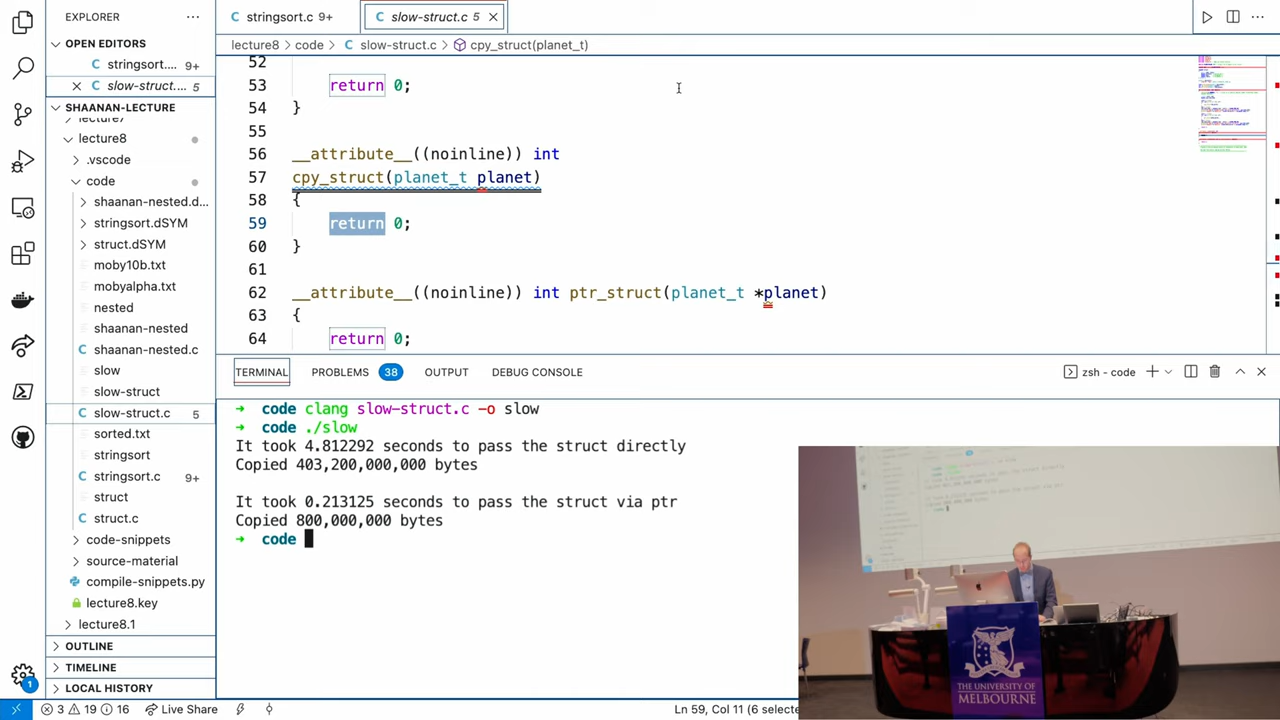 EXPLORER
···
OPEN EDITORS
C stringsort.... 9+
× C slow-struct.... 5
SHAANAN-LECTURE
lecture7
lecture8
.vscode
code
shaanan-nested.d...
stringsort.dSYM
struct.dSYM
moby10b.txt
mobyalpha.txt
nested
shaanan-nested
C shaanan-nested.c
slow
slow-struct
C slow-struct.c 5
sorted.txt
stringsort
C stringsort.c 9+
struct
C struct.c
code-snippets
source-material
compile-snippets.py
lecture8.key
lecture8.1
OUTLINE
TIMELINE
LOCAL HISTORY
C stringsort.c 9+
C slow-struct.c 5 ×
lecture8 > code > C slow-struct.c > cpy_struct(planet_t)
52
53 return 0;
54 }
55
56 __attribute__((noinline)) int
57 cpy_struct(planet_t planet)
58 {
59 return 0;
60 }
61
62 __attribute__((noinline)) int ptr_struct(planet_t *planet)
63 {
64 return 0;
TERMINAL PROBLEMS 38 OUTPUT DEBUG CONSOLE
zsh - code
→ code clang slow-struct.c -o slow
→ code ./slow
It took 4.812292 seconds to pass the struct directly
Copied 403,200,000,000 bytes
It took 0.213125 seconds to pass the struct via ptr
Copied 800,000,000 bytes
→ code
THE UNIVERSITY OF
MELBOURNE
1
3 19 16 Live Share
Ln 59, Col 11 (6 selecte